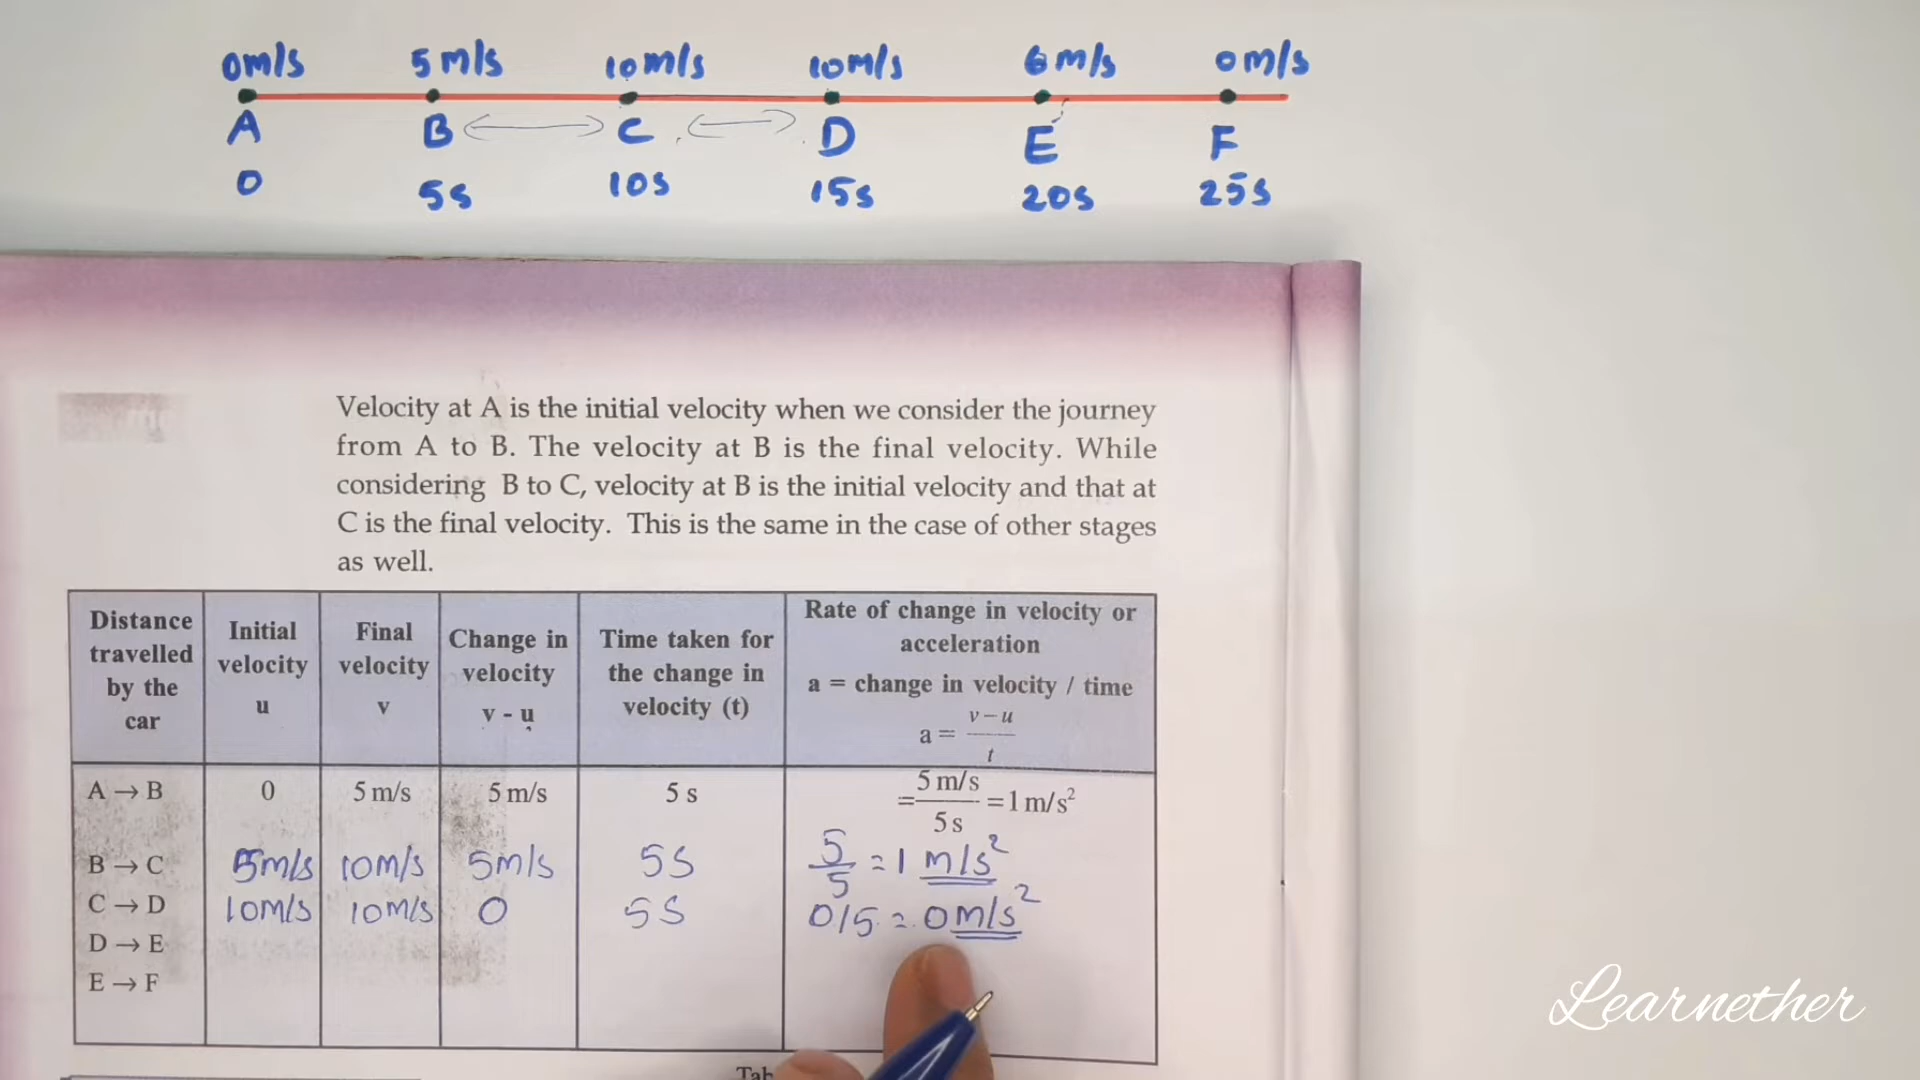 0m/s 5m/s 10m/s 10m/s 6m/s 0m/s
A B C D E F
0 5s 10s 15s 20s 25s
Velocity at A is the initial velocity when we consider the journey
from A to B. The velocity at B is the final velocity. While
considering B to C, velocity at B is the initial velocity and that at
C is the final velocity. This is the same in the case of other stages
as well.
Distance travelled by the car
Initial velocity u
Final velocity v
Change in velocity v - u
Time taken for the change in velocity (t)
Rate of change in velocity or acceleration
a = change in velocity / time
a = v – u / t
A → B 0 5 m/s 5 m/s 5 s = 5 m/s / 5 s = 1 m/s²
B → C 5m/s 10m/s 5m/s 5S 5/5 = 1 m/s²
C → D 10m/s 10m/s 0 5S 0/5 = 0 m/s²
D → E
E → F
Learnether